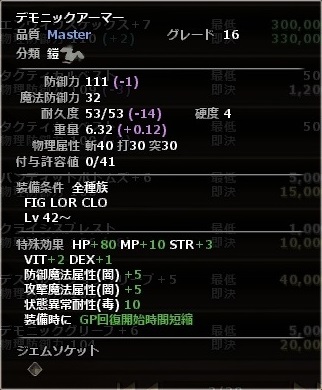 デモニックアーマー
品質 Master グレード 16
分類 鎧
防御力 111 (-1)
魔法防御力 32
耐久度 53/53 (-14) 硬度 4
重量 6.32 (+0.12)
物理属性 斬40 打30 突30
付与許容値 0/41
装備条件 全種族
FIG LOR CLO
Lv 42～
特殊効果 HP+80 MP+10 STR+3
VIT+2 DEX+1
防御魔法属性(闇) +5
攻撃魔法属性(闇) +5
状態異常耐性(毒) 10
装備時に GP回復開始時間短縮
ジェムソケット